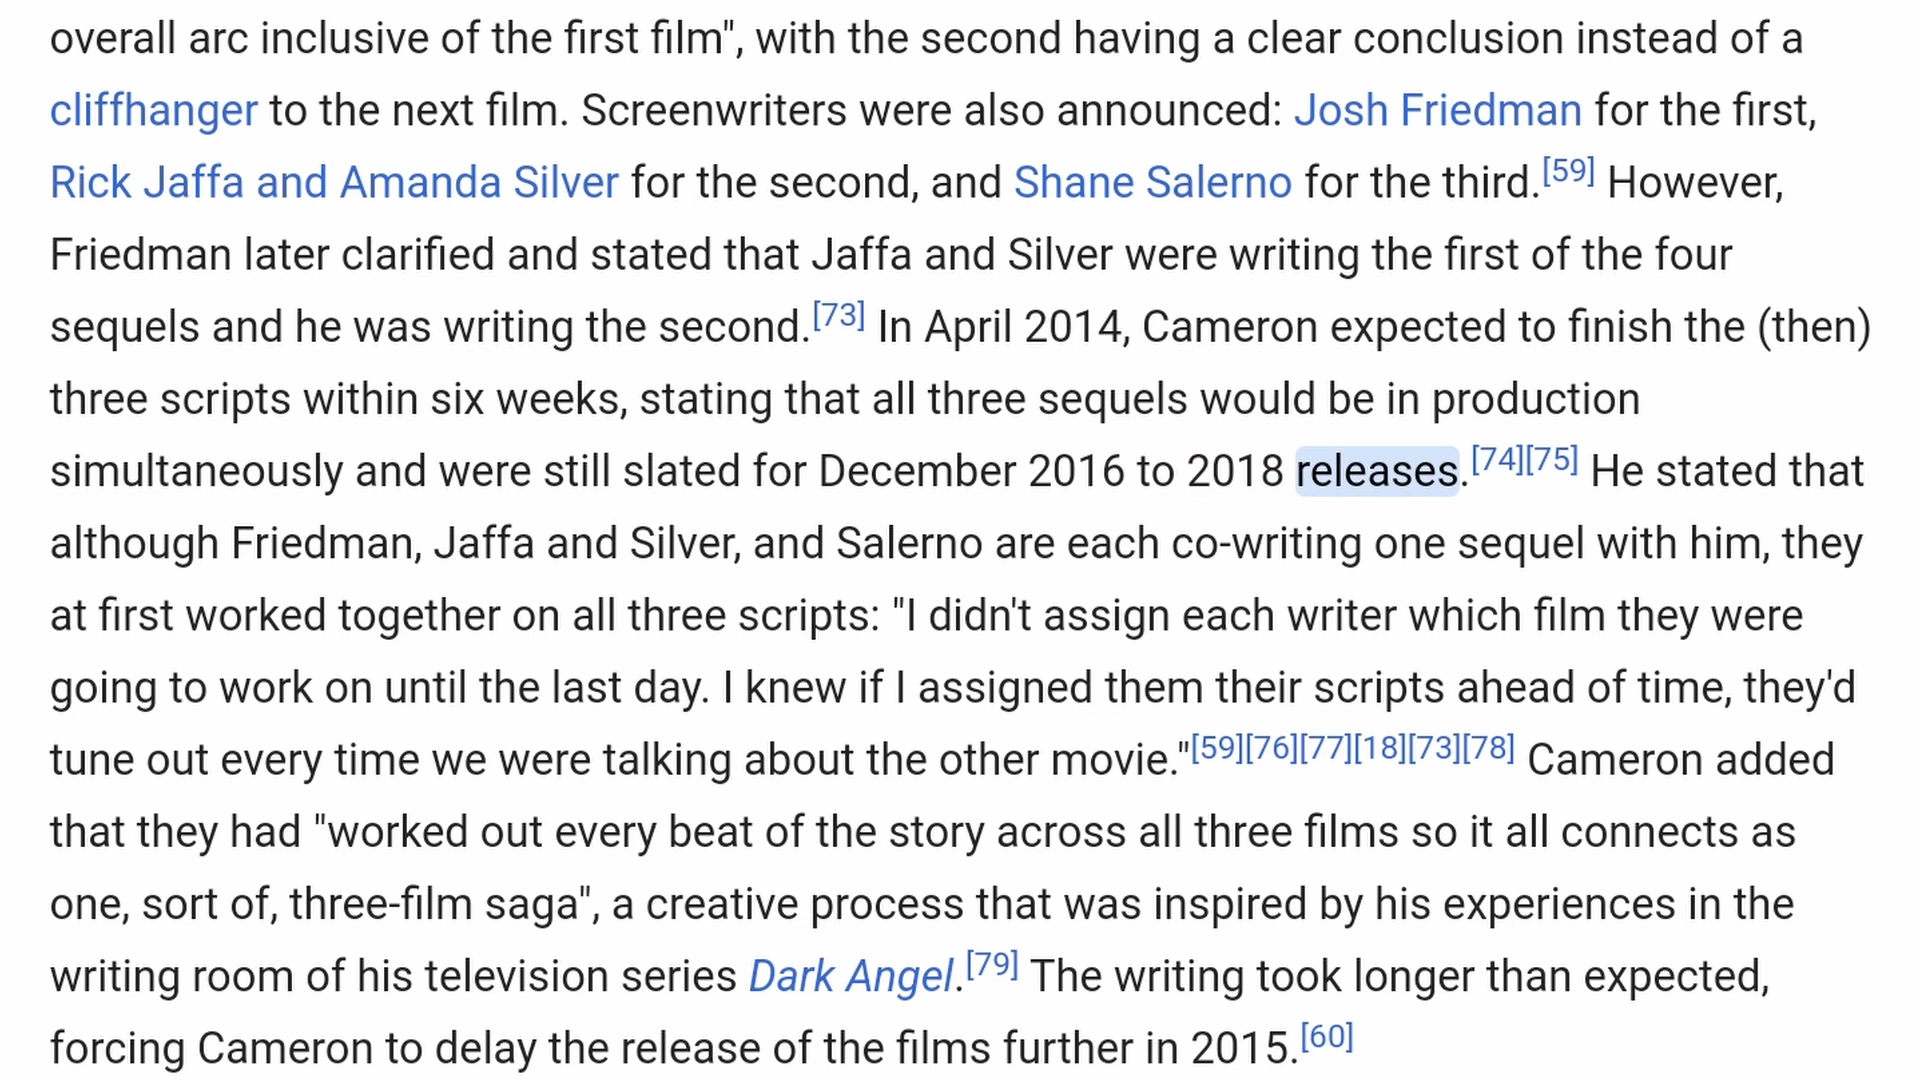 overall arc inclusive of the first film", with the second having a clear conclusion instead of a
cliffhanger to the next film. Screenwriters were also announced: Josh Friedman for the first,
Rick Jaffa and Amanda Silver for the second, and Shane Salerno for the third.[59] However,
Friedman later clarified and stated that Jaffa and Silver were writing the first of the four
sequels and he was writing the second.[73] In April 2014, Cameron expected to finish the (then)
three scripts within six weeks, stating that all three sequels would be in production
simultaneously and were still slated for December 2016 to 2018 releases.[74][75] He stated that
although Friedman, Jaffa and Silver, and Salerno are each co-writing one sequel with him, they
at first worked together on all three scripts: "I didn't assign each writer which film they were
going to work on until the last day. I knew if I assigned them their scripts ahead of time, they'd
tune out every time we were talking about the other movie."[59][76][77][18][73][78] Cameron added
that they had "worked out every beat of the story across all three films so it all connects as
one, sort of, three-film saga", a creative process that was inspired by his experiences in the
writing room of his television series Dark Angel.[79] The writing took longer than expected,
forcing Cameron to delay the release of the films further in 2015.[60]